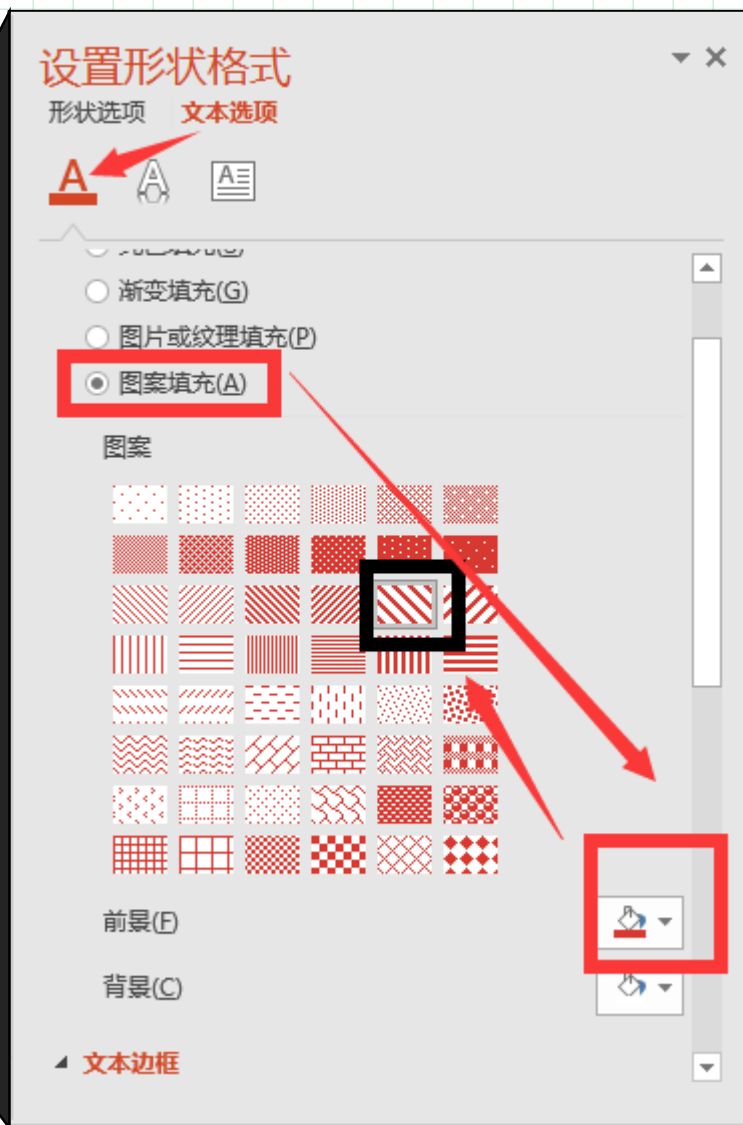 设置形状格式
形状选项 文本选项
渐变填充(G)
图片或纹理填充(P)
图案填充(A)
图案
前景(F)
背景(C)
文本边框